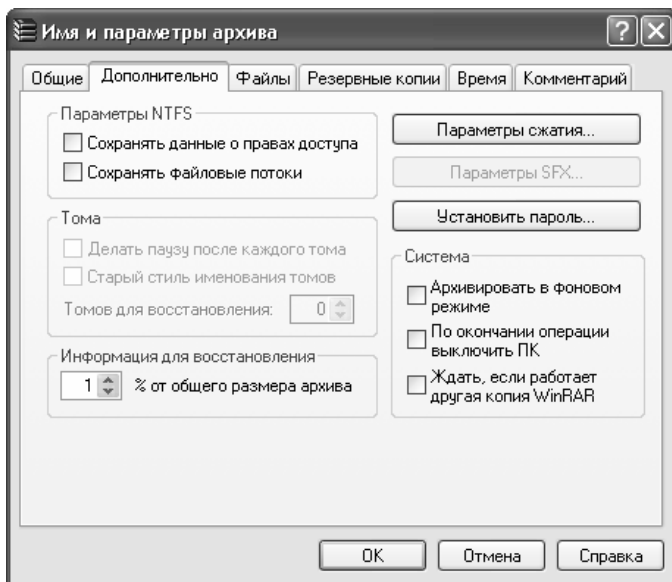 Имя и параметры архива
Общие Дополнительно Файлы Резервные копии Время Комментарий
Параметры NTFS
Сохранять данные о правах доступа
Сохранять файловые потоки
Тома
Делать паузу после каждого тома
Старый стиль именования томов
Томов для восстановления: 0
Информация для восстановления
1 % от общего размера архива
Параметры сжатия...
Параметры SFX...
Установить пароль...
Система
Архивировать в фоновом
режиме
По окончании операции
выключить ПК
Ждать, если работает
другая копия WinRAR
OK Отмена Справка